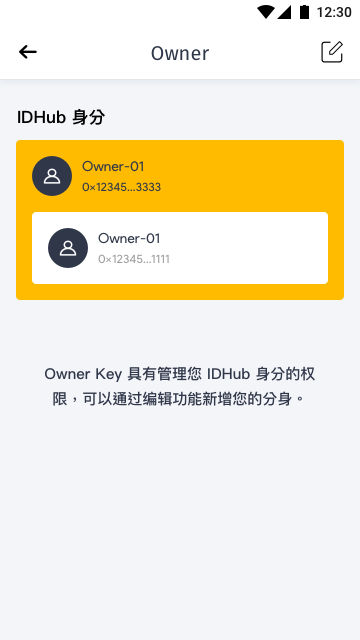 12:30
Owner
IDHub 身分
Owner-01
0×12345...3333
Owner-01
0×12345...1111
Owner Key 具有管理您 IDHub 身分的权
限，可以通过编辑功能新增您的分身。